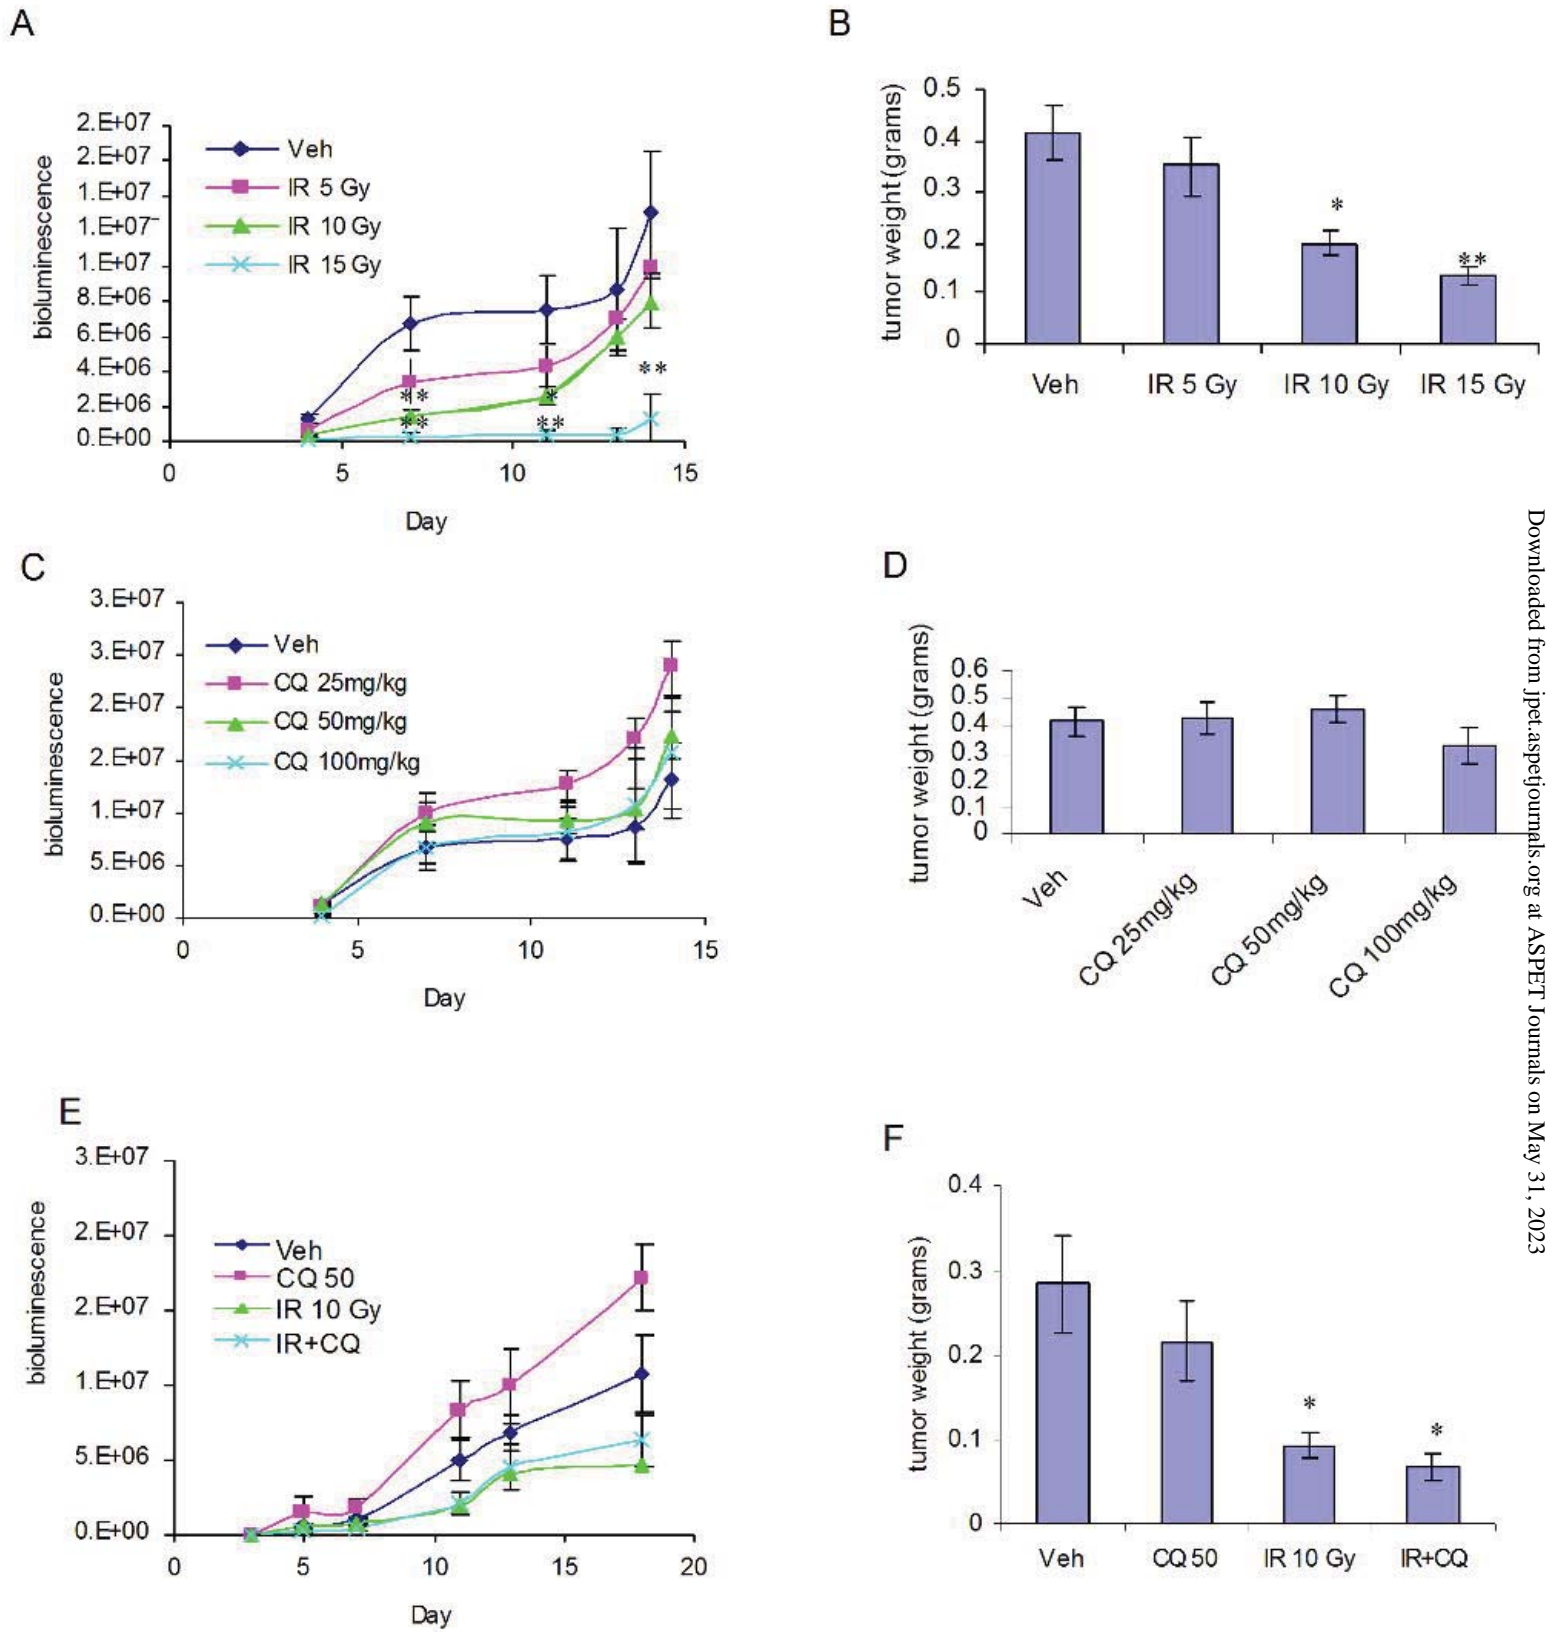 A
2.E+07
2.E+07
1.E+07
1.E+07
1.E+07
8.E+06
6.E+06
4.E+06
2.E+06
0.E+00
bioluminescence
Veh
IR 5 Gy
IR 10 Gy
IR 15 Gy
**
**
*
**
**
0 5 10 15
Day
B
0.5
0.4
0.3
0.2
0.1
0
tumor weight (grams)
*
**
Veh IR 5 Gy IR 10 Gy IR 15 Gy
C
3.E+07
3.E+07
2.E+07
2.E+07
1.E+07
5.E+06
0.E+00
bioluminescence
Veh
CQ 25mg/kg
CQ 50mg/kg
CQ 100mg/kg
0 5 10 15
Day
D
0.6
0.5
0.4
0.3
0.2
0.1
0
tumor weight (grams)
Veh
CQ 25mg/kg
CQ 50mg/kg
CQ 100mg/kg
E
3.E+07
2.E+07
2.E+07
1.E+07
5.E+06
0.E+00
bioluminescence
Veh
CQ 50
IR 10 Gy
IR+CQ
0 5 10 15 20
Day
F
0.4
0.3
0.2
0.1
0
tumor weight (grams)
*
*
Veh CQ 50 IR 10 Gy IR+CQ
Downloaded from jpet.aspetjournals.org at ASPET Journals on May 31, 2023